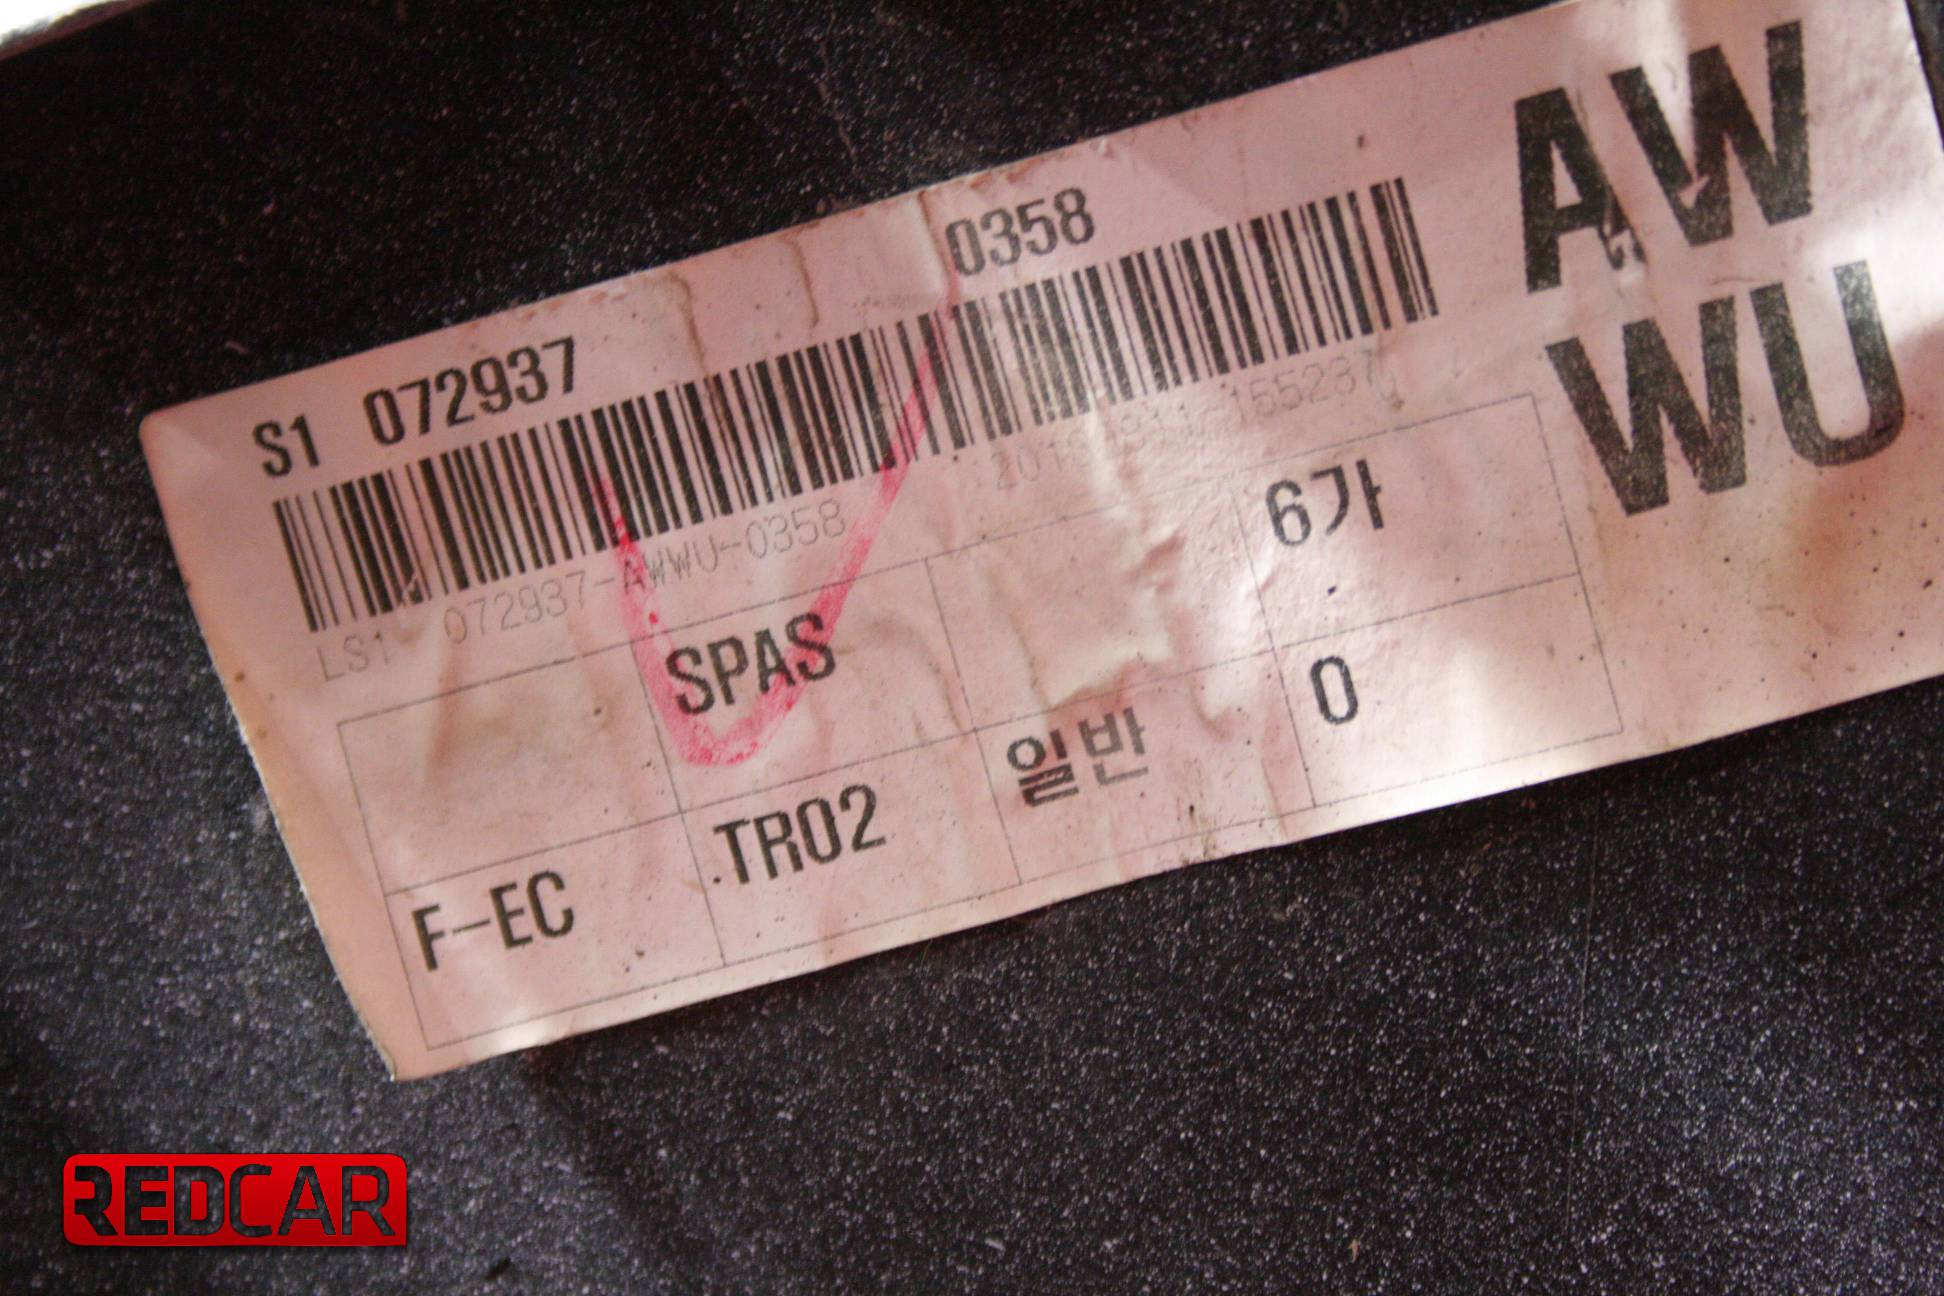 S1 072937 0358
AW
WU
LS1 072937-AWWU-0358
SPAS 6가
F-EC TR02 일반 0
REDCAR